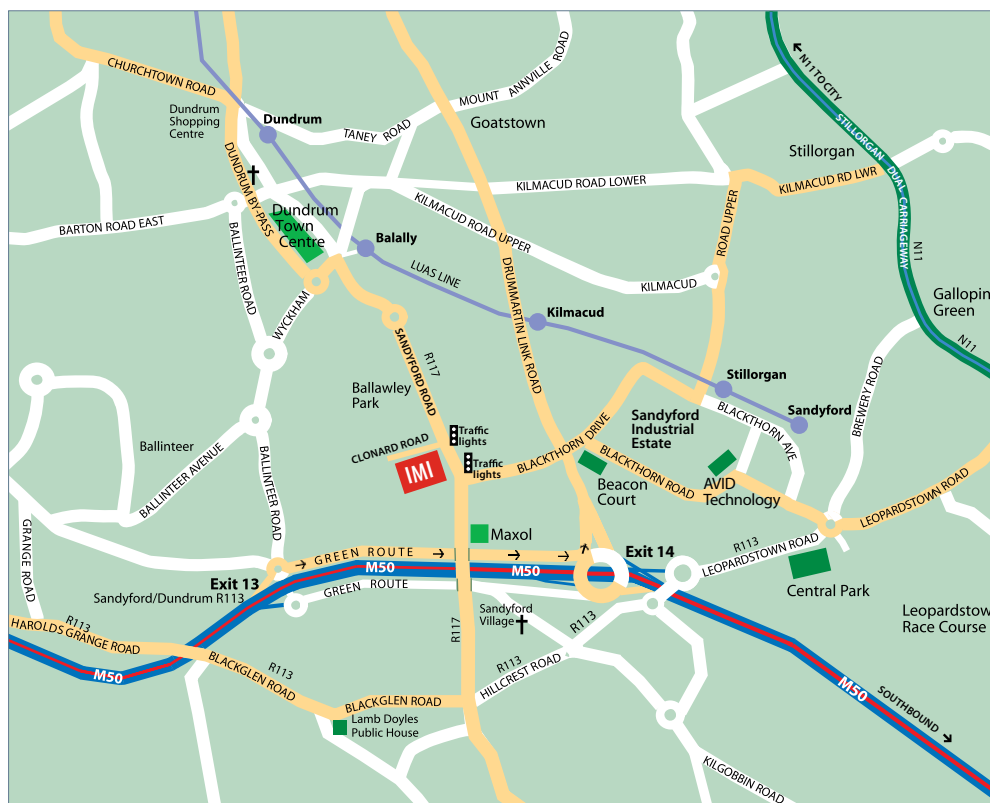 CHURCHTOWN ROAD
Dundrum
Shopping
Centre
Dundrum
TANEY ROAD
MOUNT ANNVILLE ROAD
Goatstown
N11 TO CITY
STILLORGAN DUAL CARRIAGEWAY
Stillorgan
KILMACUD RD LWR
KILMACUD ROAD LOWER
DUNDRUM BY-PASS
Dundrum
Town
Centre
BARTON ROAD EAST
BALLINTEER ROAD
WYCKHAM
Balally
LUAS LINE
KILMACUD ROAD UPPER
KILMACUD
ROAD UPPER
DRUMMARTIN LINK ROAD
Kilmacud
N11
Gallopin
Green
N11
SANDYFORD ROAD
R117
Ballawley
Park
Stillorgan
Sandyford
BLACKTHORN AVE
BREWERY ROAD
Sandyford
Industrial
Estate
Traffic
lights
Traffic
lights
CLONARD ROAD
IMI
BLACKTHORN DRIVE
BLACKTHORN ROAD
Beacon
Court
AVID
Technology
LEOPARDSTOWN ROAD
Ballinteer
BALLINTEER AVENUE
BALLINTEER ROAD
GRANGE ROAD
Maxol
Exit 14
R113
LEOPARDSTOWN ROAD
Central Park
GREEN ROUTE
M50
M50
GREEN ROUTE
Exit 13
Sandyford/Dundrum R113
Sandyford
Village
R113
R117
Leopardstow
Race Course
R113
HAROLDS GRANGE ROAD
M50
R113
BLACKGLEN ROAD
BLACKGLEN ROAD
R113
HILLCREST ROAD
Lamb Doyles
Public House
M50
SOUTHBOUND
KILGOBBIN ROAD